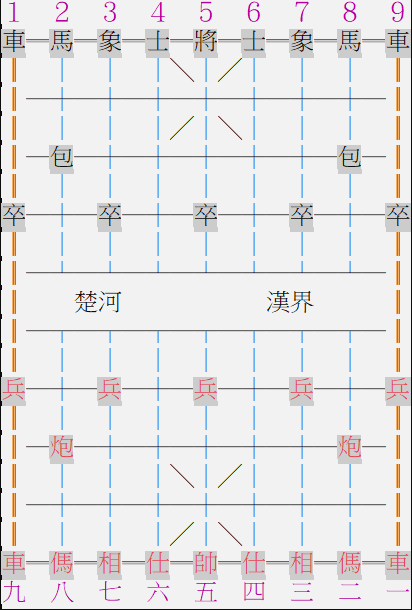 1 2 3 4 5 6 7 8 9
車 馬 象 士 將 士 象 馬 車
包 包
卒 卒 卒 卒 卒
楚河 漢界
兵 兵 兵 兵 兵
炮 炮
車 傌 相 仕 帥 仕 相 傌 車
九 八 七 六 五 四 三 二 一